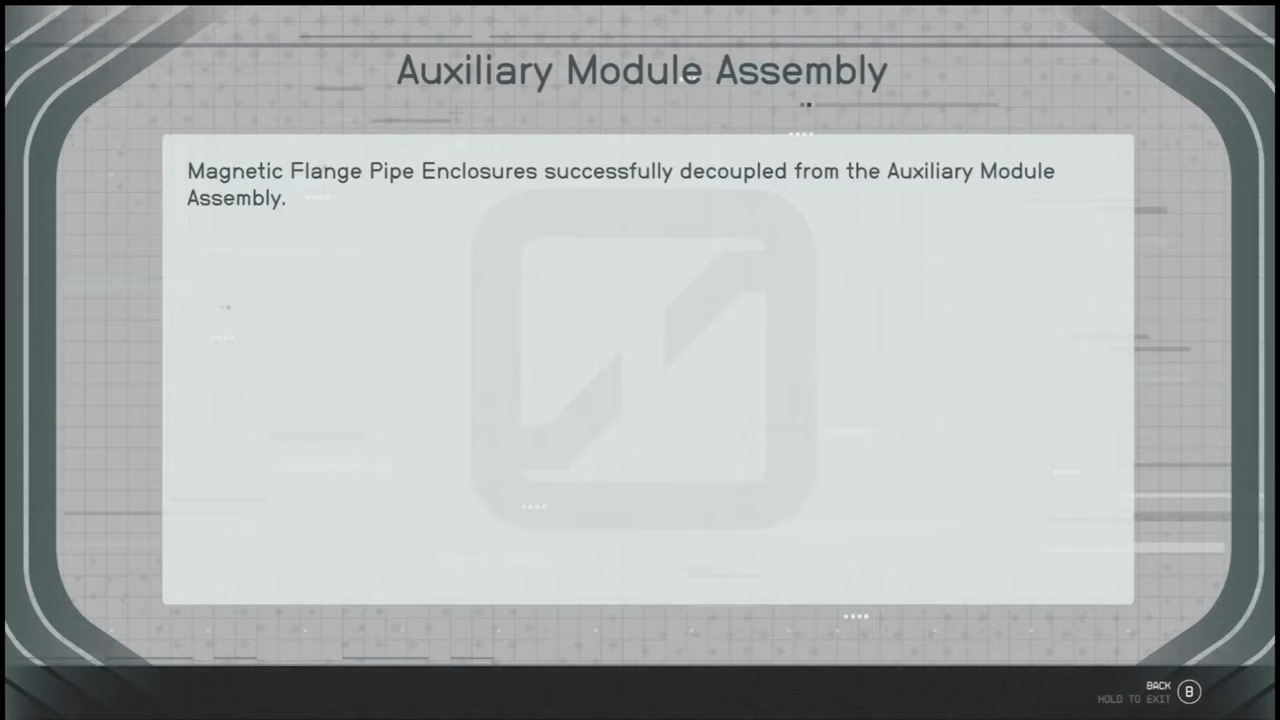 Auxiliary Module Assembly
Magnetic Flange Pipe Enclosures successfully decoupled from the Auxiliary Module
Assembly.
BACK
HOLD TO EXIT
B